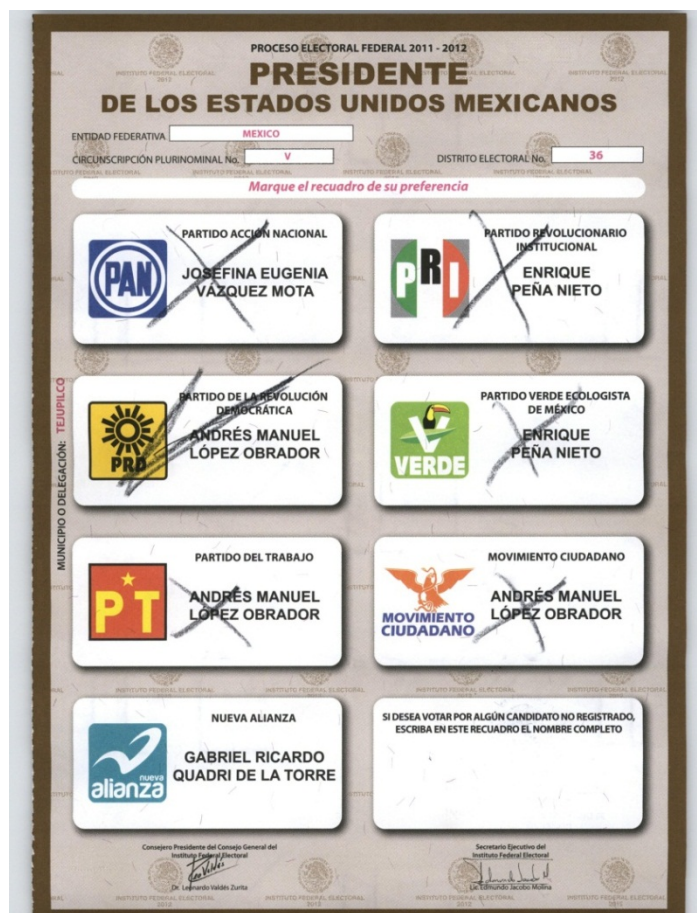 PROCESO ELECTORAL FEDERAL 2011 - 2012
PRESIDENTE
DE LOS ESTADOS UNIDOS MEXICANOS
ENTIDAD FEDERATIVA MEXICO
CIRCUNSCRIPCIÓN PLURINOMINAL No. V
DISTRITO ELECTORAL No. 36
Marque el recuadro de su preferencia
MUNICIPIO O DELEGACIÓN: TEJUPILCO
PAN
PARTIDO ACCIÓN NACIONAL
JOSEFINA EUGENIA
VÁZQUEZ MOTA
PRI
PARTIDO REVOLUCIONARIO
INSTITUCIONAL
ENRIQUE
PEÑA NIETO
PRD
PARTIDO DE LA REVOLUCIÓN
DEMOCRÁTICA
ANDRÉS MANUEL
LÓPEZ OBRADOR
VERDE
PARTIDO VERDE ECOLOGISTA
DE MÉXICO
ENRIQUE
PEÑA NIETO
PT
PARTIDO DEL TRABAJO
ANDRÉS MANUEL
LÓPEZ OBRADOR
MOVIMIENTO
CIUDADANO
MOVIMIENTO CIUDADANO
ANDRÉS MANUEL
LÓPEZ OBRADOR
nueva
alianza
NUEVA ALIANZA
GABRIEL RICARDO
QUADRI DE LA TORRE
SI DESEA VOTAR POR ALGÚN CANDIDATO NO REGISTRADO,
ESCRIBA EN ESTE RECUADRO EL NOMBRE COMPLETO
Consejero Presidente del Consejo General del
Instituto Federal Electoral
Dr. Leonardo Valdés Zurita
Secretario Ejecutivo del
Instituto Federal Electoral
Lic. Edmundo Jacobo Molina